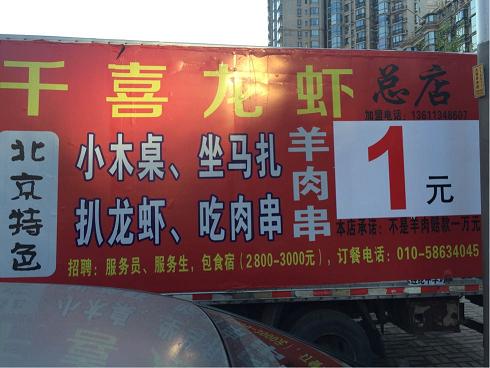 千喜龙虾 总店
加盟电话：13611348607
北京特色
小木桌、坐马扎
扒龙虾、吃肉串
羊肉串
1元
本店承诺：不是羊肉赔款一万元
招聘：服务员、服务生，包食宿（2800-3000元），订餐电话：010-58634045